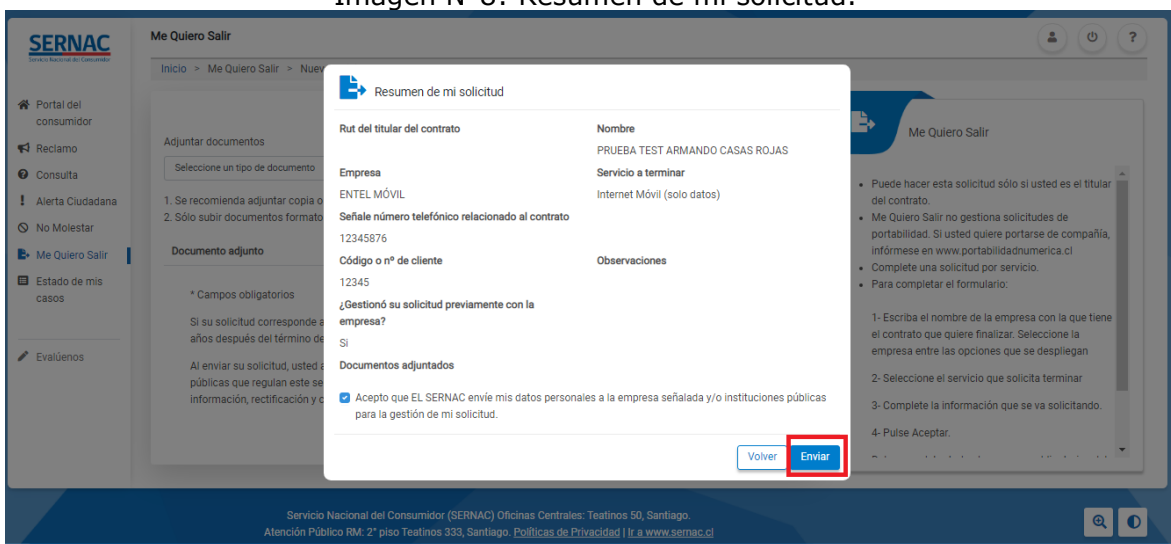 Imagen N°6: Resumen de mi solicitud.
SERNAC
Servicio Nacional del Consumidor
Me Quiero Salir
?
Inicio > Me Quiero Salir >
Portal del
consumidor
Reclamo
Consulta
Alerta Ciudadana
No Molestar
Me Quiero Salir
Estado de mis
casos
Evalúenos
Adjuntar documentos
Seleccione un tipo de documento
1. Se recomienda adjuntar copia
2. Sólo subir documentos formato
Documento adjunto
* Campos obligatorios
Si su solicitud corresponde
años después del término de
Al enviar su solicitud, usted
públicas que regulan este
información, rectificación y
Resumen de mi solicitud
Rut del titular del contrato
Nombre
PRUEBA TEST ARMANDO CASAS ROJAS
Empresa
Servicio a terminar
ENTEL MÓVIL
Internet Móvil (solo datos)
Señale número telefónico relacionado al contrato
12345876
Código o nº de cliente
Observaciones
12345
¿Gestionó su solicitud previamente con la
empresa?
Si
Documentos adjuntados
Acepto que EL SERNAC envíe mis datos personales a la empresa señalada y/o instituciones públicas
para la gestión de mi solicitud.
Volver
Enviar
Me Quiero Salir
• Puede hacer esta solicitud sólo si usted es el titular
del contrato.
• Me Quiero Salir no gestiona solicitudes de
portabilidad. Si usted quiere portarse de compañía,
infórmese en www.portabilidadnumerica.cl
• Complete una solicitud por servicio.
• Para completar el formulario:
1- Escriba el nombre de la empresa con la que tiene
el contrato que quiere finalizar. Seleccione la
empresa entre las opciones que se despliegan
2- Seleccione el servicio que solicita terminar
3- Complete la información que se va solicitando.
4- Pulse Aceptar.
Servicio Nacional del Consumidor (SERNAC) Oficinas Centrales: Teatinos 50, Santiago.
Atención Público RM: 2° piso Teatinos 333, Santiago. Políticas de Privacidad | Ir a www.sernac.cl